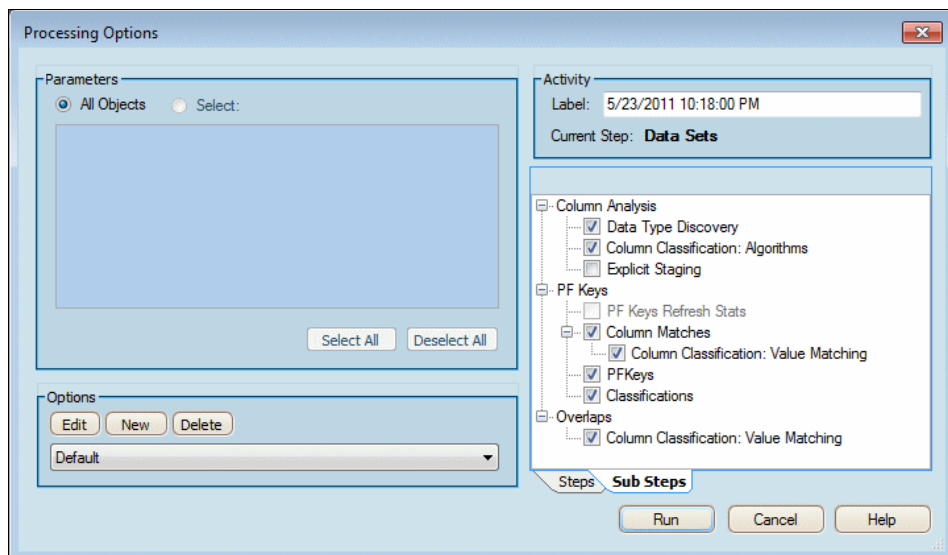 Processing Options
Parameters
All Objects Select:
Select All Deselect All
Options
Edit New Delete
Default
Activity
Label: 5/23/2011 10:18:00 PM
Current Step: Data Sets
Column Analysis
Data Type Discovery
Column Classification: Algorithms
Explicit Staging
PF Keys
PF Keys Refresh Stats
Column Matches
Column Classification: Value Matching
PFKeys
Classifications
Overlaps
Column Classification: Value Matching
Steps Sub Steps
Run Cancel Help